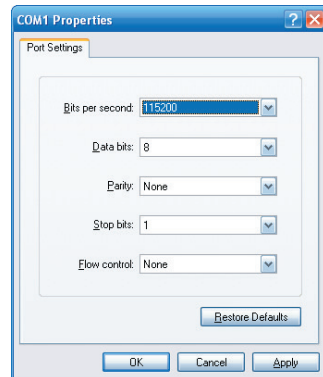 COM1 Properties
Port Settings
Bits per second: 115200
Data bits: 8
Parity: None
Stop bits: 1
Flow control: None
Restore Defaults
OK Cancel Apply